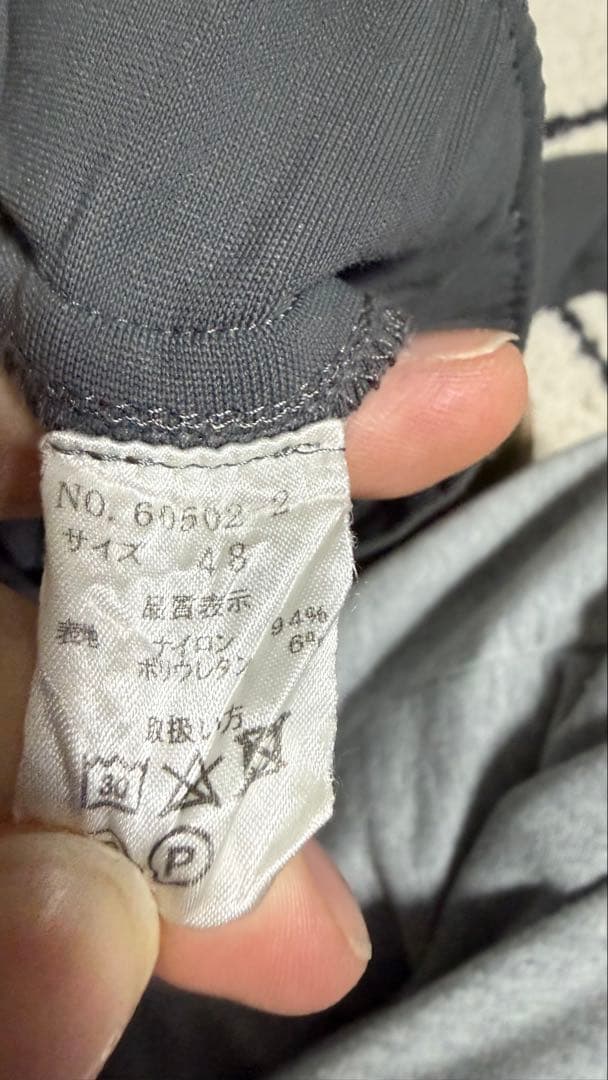 NO. 60502-2
サイズ 48
品質表示
表地 ナイロン 94%
ポリウレタン 6%
取扱い方
30
P